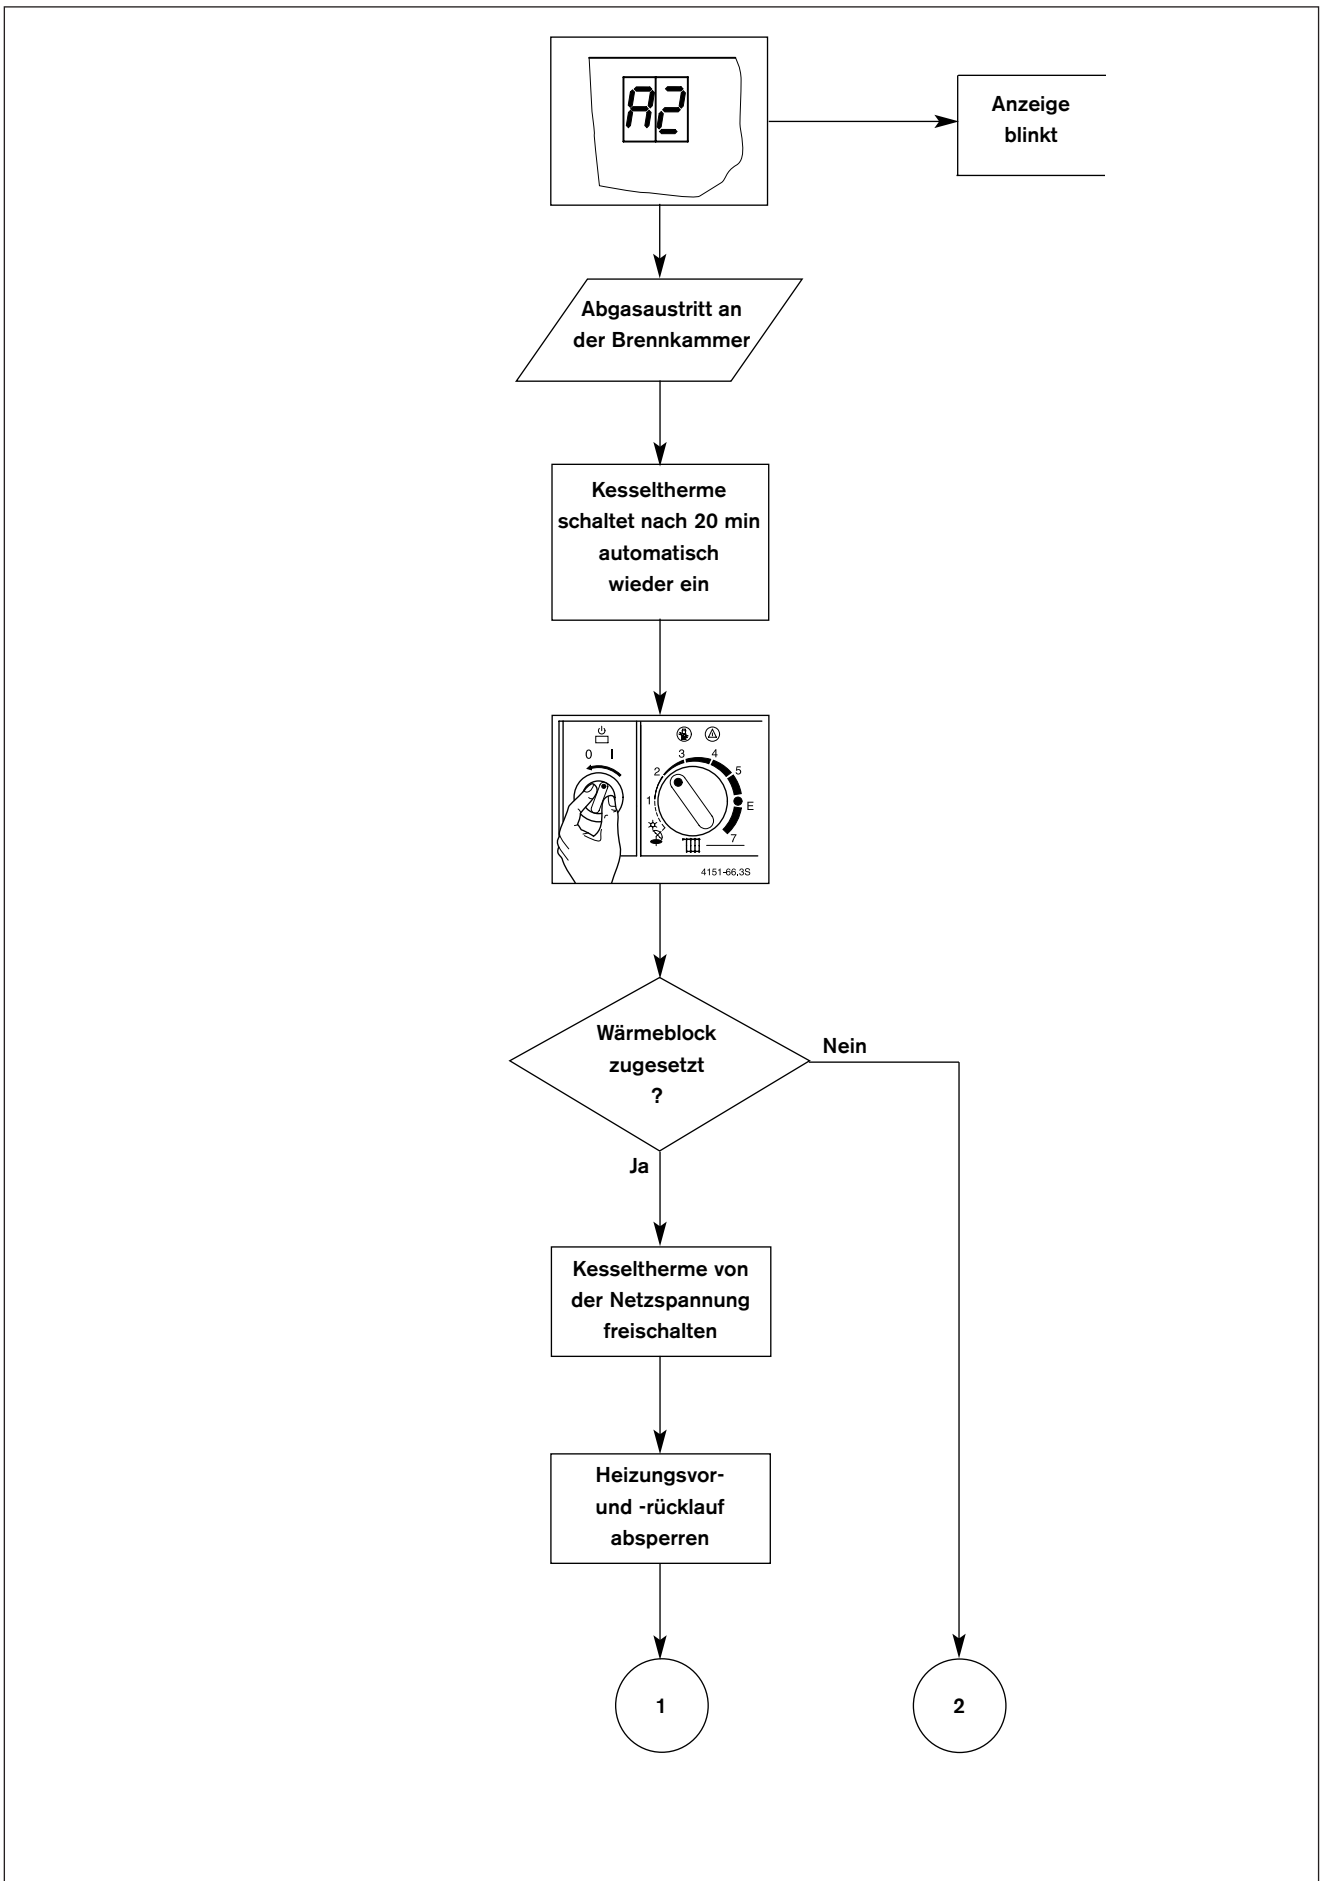 A2
Anzeige
blinkt
Abgasaustritt an
der Brennkammer
Kesseltherme
schaltet nach 20 min
automatisch
wieder ein
0 I
1
2
3
4
5
E
7
4151-66,3S
Wärmeblock
zugesetzt
?
Nein
Ja
Kesseltherme von
der Netzspannung
freischalten
Heizungsvor-
und -rücklauf
absperren
1
2